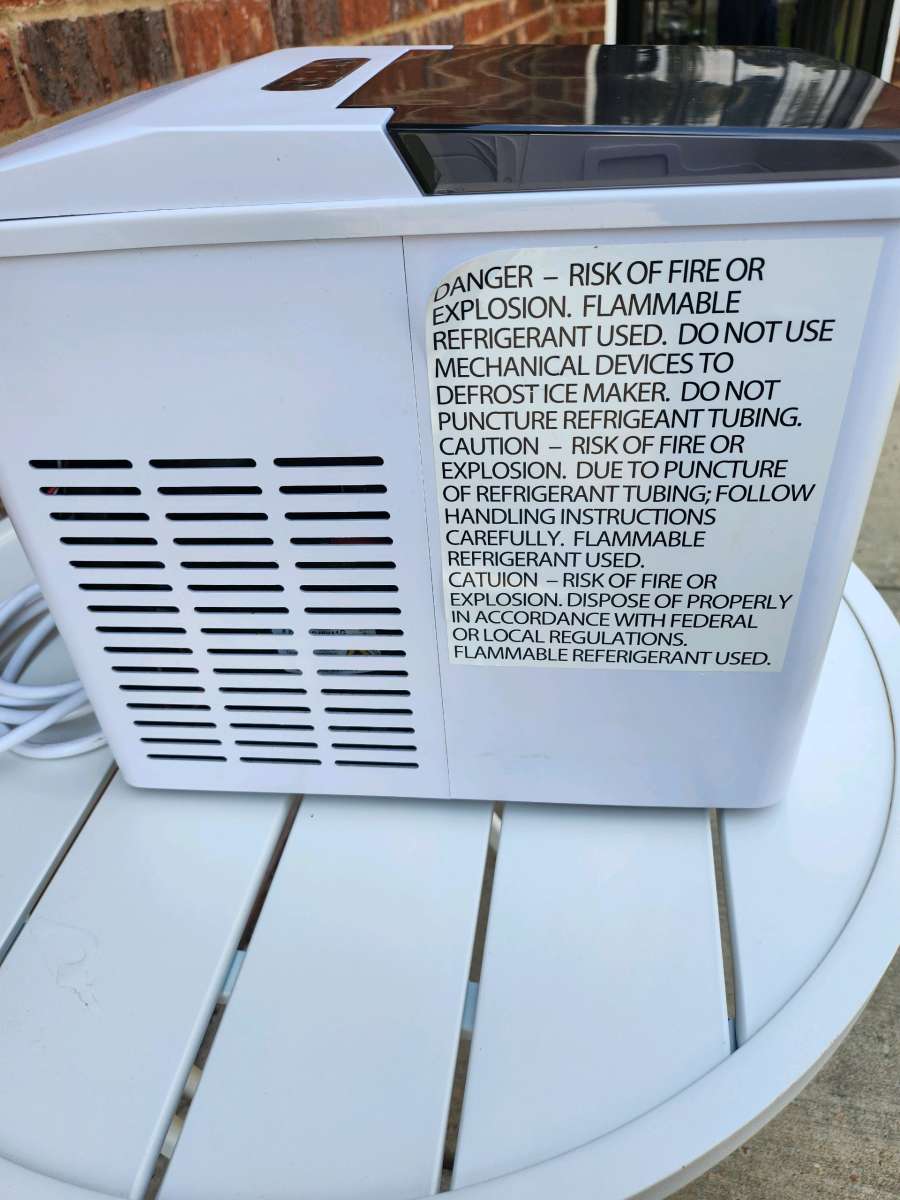 DANGER – RISK OF FIRE OR
EXPLOSION. FLAMMABLE
REFRIGERANT USED. DO NOT USE
MECHANICAL DEVICES TO
DEFROST ICE MAKER. DO NOT
PUNCTURE REFRIGEANT TUBING.
CAUTION – RISK OF FIRE OR
EXPLOSION. DUE TO PUNCTURE
OF REFRIGERANT TUBING; FOLLOW
HANDLING INSTRUCTIONS
CAREFULLY. FLAMMABLE
REFRIGERANT USED.
CATUION – RISK OF FIRE OR
EXPLOSION. DISPOSE OF PROPERLY
IN ACCORDANCE WITH FEDERAL
OR LOCAL REGULATIONS.
FLAMMABLE REFERIGERANT USED.